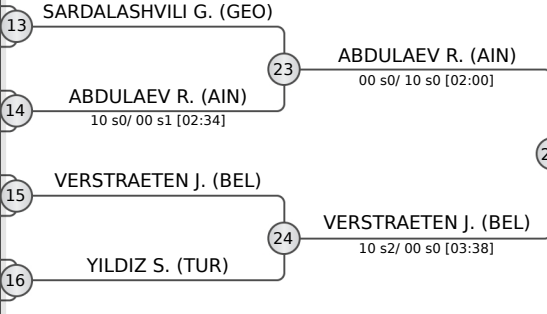 13
SARDALASHVILI G. (GEO)
23
ABDULAEV R. (AIN)
00 s0/ 10 s0 [02:00]
14
ABDULAEV R. (AIN)
10 s0/ 00 s1 [02:34]
15
VERSTRAETEN J. (BEL)
24
VERSTRAETEN J. (BEL)
10 s2/ 00 s0 [03:38]
16
YILDIZ S. (TUR)